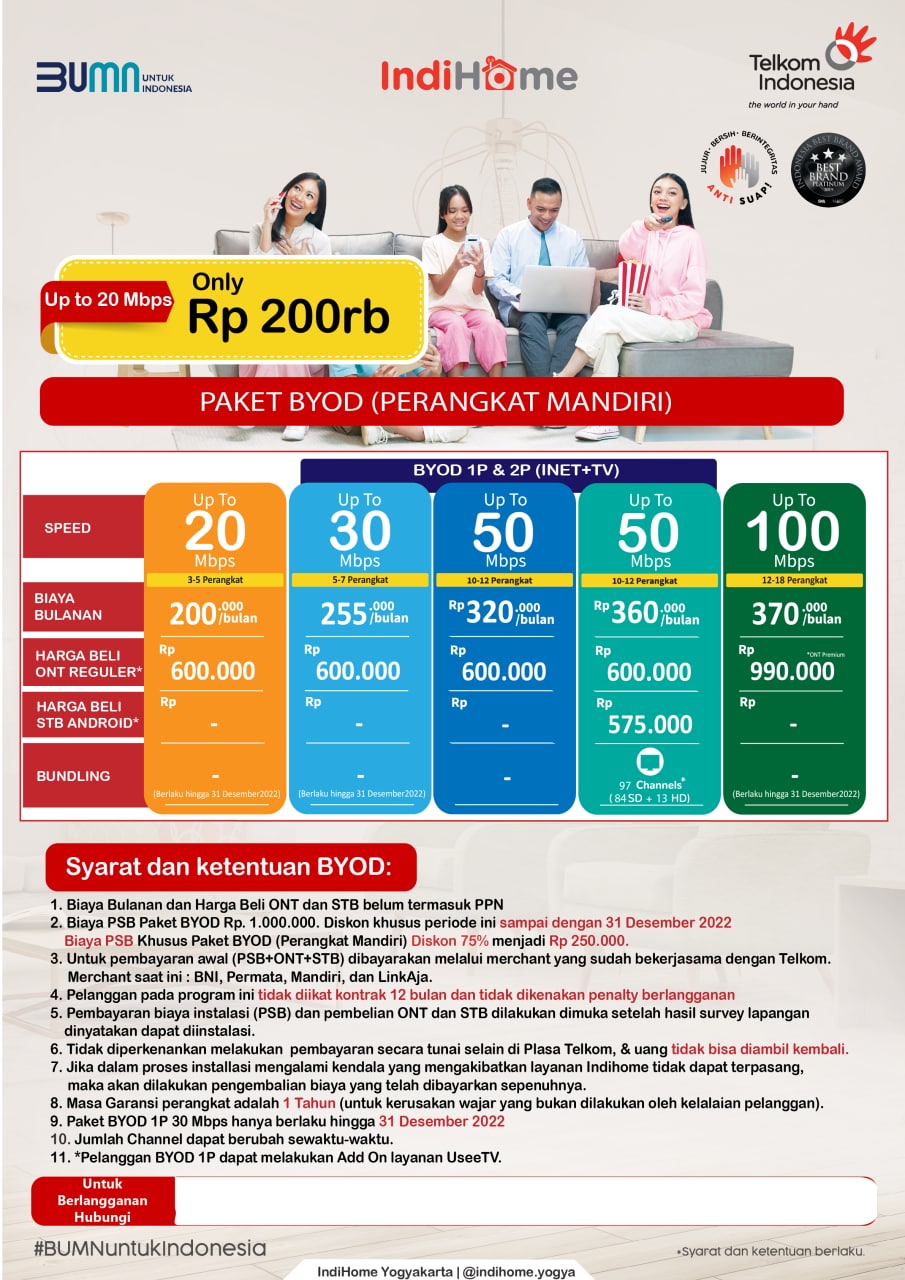 BUMN UNTUK INDONESIA
IndiHome
Telkom Indonesia
the world in your hand
JUJUR • BERSIH • BERINTEGRITAS
ANTI SUAP!
INDONESIA BEST BRAND AWARD
BEST BRAND
PLATINUM
Up to 20 Mbps
Only
Rp 200rb
PAKET BYOD (PERANGKAT MANDIRI)
BYOD 1P & 2P (INET+TV)
SPEED
Up To 20 Mbps
Up To 30 Mbps
Up To 50 Mbps
Up To 50 Mbps
Up To 100 Mbps
3-5 Perangkat
5-7 Perangkat
10-12 Perangkat
10-12 Perangkat
12-18 Perangkat
BIAYA BULANAN
200.000/bulan
255.000/bulan
Rp 320.000/bulan
Rp 360.000/bulan
370.000/bulan
HARGA BELI ONT REGULER*
Rp 600.000
Rp 600.000
Rp 600.000
Rp 600.000
Rp 990.000
*ONT Premium
HARGA BELI STB ANDROID*
Rp -
Rp -
Rp -
Rp 575.000
Rp -
BUNDLING
-
(Berlaku hingga 31 Desember2022)
-
(Berlaku hingga 31 Desember2022)
-
97 Channels*
(84SD + 13 HD)
-
(Berlaku hingga 31 Desember2022)
Syarat dan ketentuan BYOD:
1. Biaya Bulanan dan Harga Beli ONT dan STB belum termasuk PPN
2. Biaya PSB Paket BYOD Rp. 1.000.000. Diskon khusus periode ini sampai dengan 31 Desember 2022
Biaya PSB Khusus Paket BYOD (Perangkat Mandiri) Diskon 75% menjadi Rp 250.000.
3. Untuk pembayaran awal (PSB+ONT+STB) dibayarakan melalui merchant yang sudah bekerjasama dengan Telkom.
Merchant saat ini : BNI, Permata, Mandiri, dan LinkAja.
4. Pelanggan pada program ini tidak diikat kontrak 12 bulan dan tidak dikenakan penalty berlangganan
5. Pembayaran biaya instalasi (PSB) dan pembelian ONT dan STB dilakukan dimuka setelah hasil survey lapangan
dinyatakan dapat diinstalasi.
6. Tidak diperkenankan melakukan pembayaran secara tunai selain di Plasa Telkom, & uang tidak bisa diambil kembali.
7. Jika dalam proses installasi mengalami kendala yang mengakibatkan layanan Indihome tidak dapat terpasang,
maka akan dilakukan pengembalian biaya yang telah dibayarkan sepenuhnya.
8. Masa Garansi perangkat adalah 1 Tahun (untuk kerusakan wajar yang bukan dilakukan oleh kelalaian pelanggan).
9. Paket BYOD 1P 30 Mbps hanya berlaku hingga 31 Desember 2022
10. Jumlah Channel dapat berubah sewaktu-waktu.
11. *Pelanggan BYOD 1P dapat melakukan Add On layanan UseeTV.
Untuk
Berlangganan
Hubungi
#BUMNuntukIndonesia
*Syarat dan ketentuan berlaku.
IndiHome Yogyakarta | @indihome.yogya